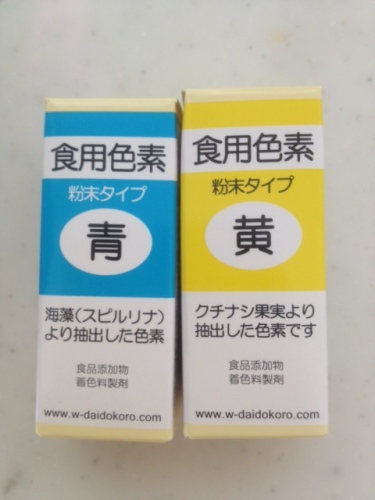 食用色素
粉末タイプ
青
海藻（スピルリナ）
より抽出した色素
食品添加物
着色料製剤
www.w-daidokoro.com
食用色素
粉末タイプ
黄
クチナシ果実より
抽出した色素です
食品添加物
着色料製剤
www.w-daidokoro.com